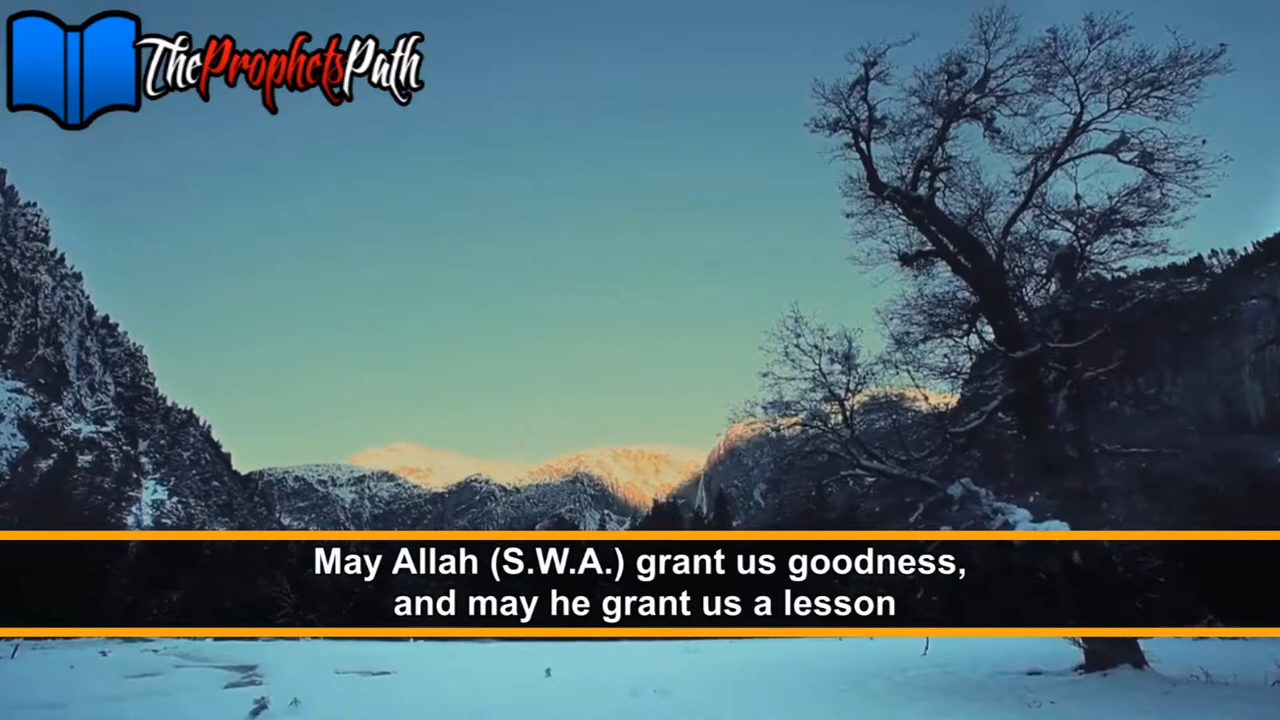 TheProphetsPath
May Allah (S.W.A.) grant us goodness,
and may he grant us a lesson